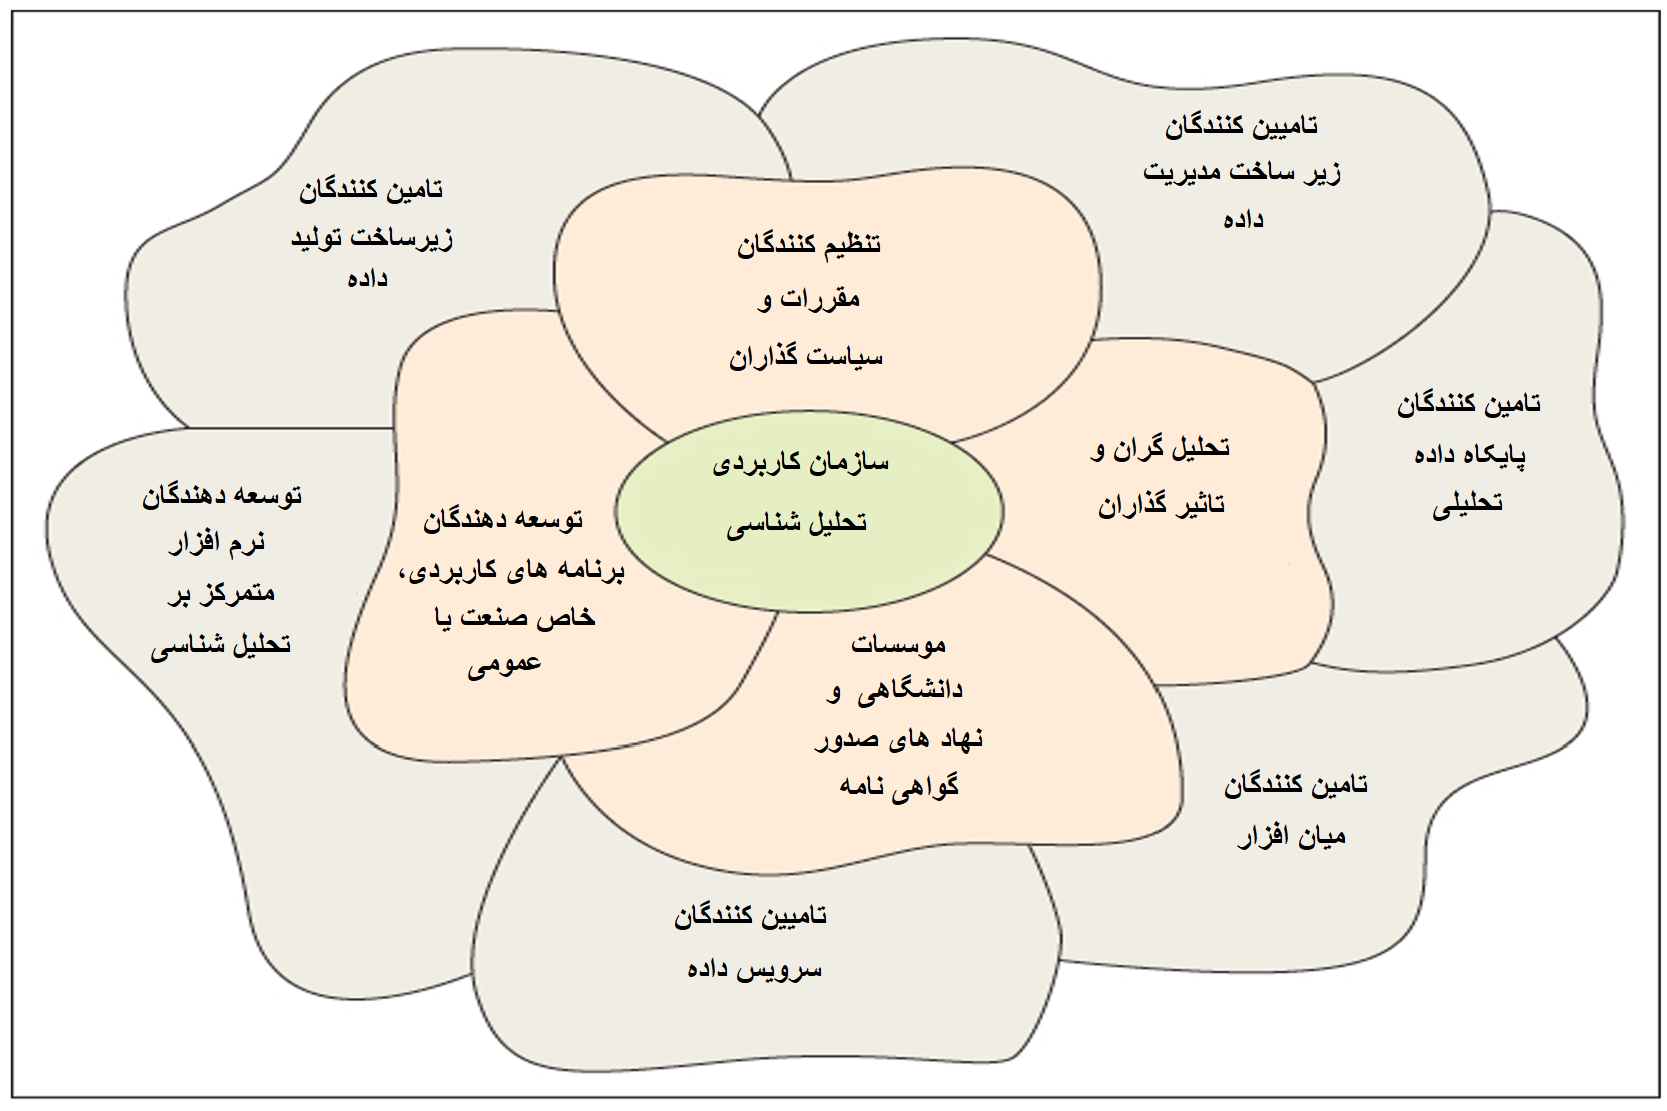 تامیین کنندگان
زیر ساخت مدیریت
داده
تامین کنندگان
زیرساخت تولید
داده
تنظیم کنندگان
مقررات و
سیاست گذاران
تامین کنندگان
پایکاه داده
تحلیلی
تحلیل گران و
تاثیر گذاران
سازمان کاربردی
تحلیل شناسی
توسعه دهندگان
برنامه های کاربردی،
خاص صنعت یا
عمومی
توسعه دهندگان
نرم افزار
متمرکز بر
تحلیل شناسی
موسسات
دانشگاهی و
نهاد های صدور
گواهی نامه
تامین کنندگان
میان افزار
تامیین کنندگان
سرویس داده